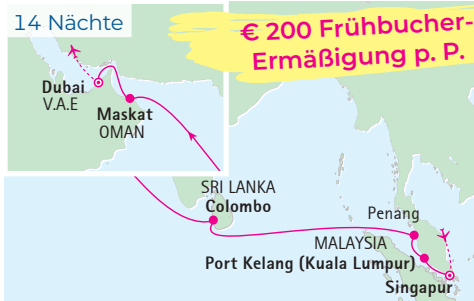 14 Nächte
€ 200 Frühbucher-
Ermäßigung p. P.
Dubai
V.A.E
Maskat
OMAN
SRI LANKA
Colombo
Penang
MALAYSIA
Port Kelang (Kuala Lumpur)
Singapur